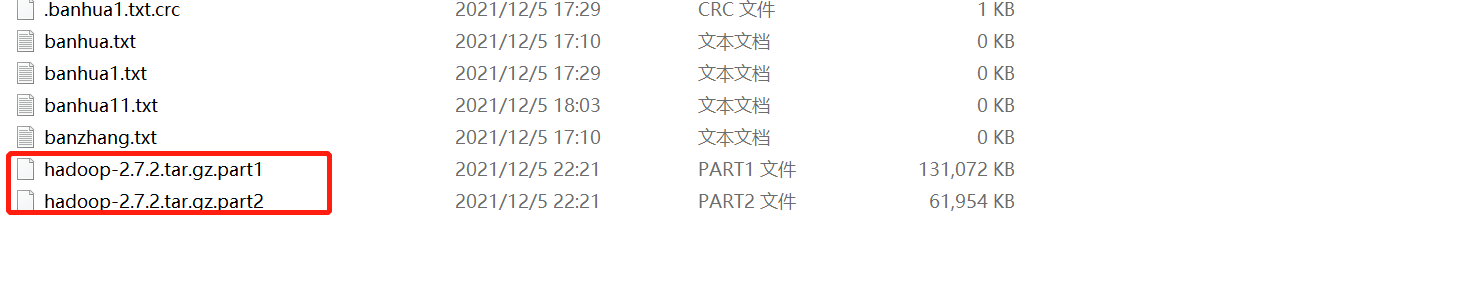 .banhua1.txt.crc 2021/12/5 17:29 CRC 文件 1 KB
banhua.txt 2021/12/5 17:10 文本文档 0 KB
banhua1.txt 2021/12/5 17:29 文本文档 0 KB
banhua11.txt 2021/12/5 18:03 文本文档 0 KB
banzhang.txt 2021/12/5 17:10 文本文档 0 KB
hadoop-2.7.2.tar.gz.part1 2021/12/5 22:21 PART1 文件 131,072 KB
hadoop-2.7.2.tar.gz.part2 2021/12/5 22:21 PART2 文件 61,954 KB